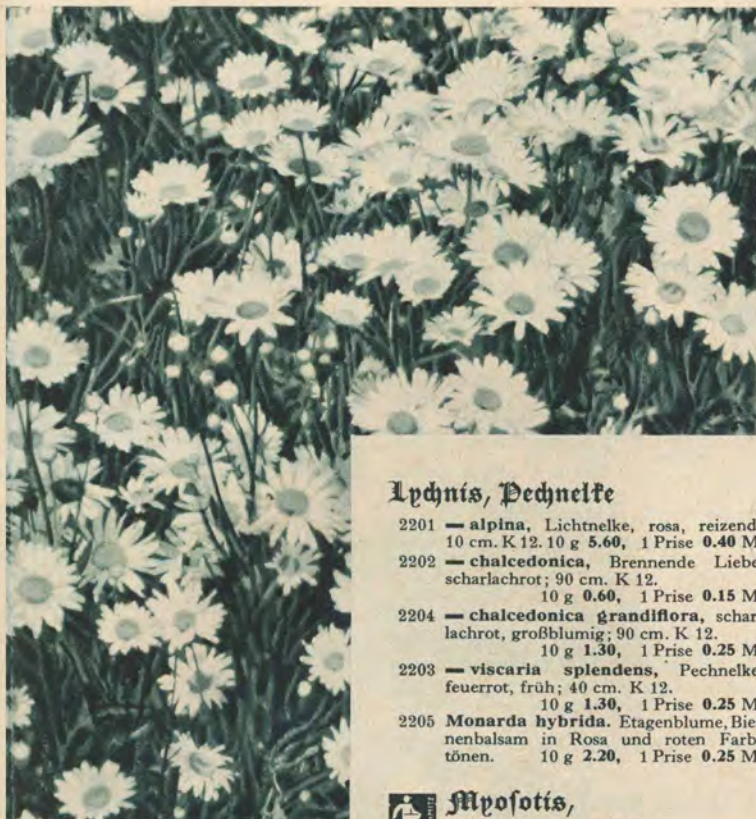 Lychnis, Pechnelke
2201 — alpina, Lichtnelke, rosa, reizend
10 cm. K 12. 10 g 5.60, 1 Prise 0.40 M
2202 — chalcedonica, Brennende Liebe
scharlachrot; 90 cm. K 12.
10 g 0.60, 1 Prise 0.15 M
2204 — chalcedonica grandiflora, schar
lachrot, großblumig; 90 cm. K 12.
10 g 1.30, 1 Prise 0.25 M
2203 — viscaria splendens, Pechnelke
feuerrot, früh; 40 cm. K 12.
10 g 1.30, 1 Prise 0.25 M
2205 Monarda hybrida. Etagenblume, Bie
nenbalsam in Rosa und roten Farb
tönen. 10 g 2.20, 1 Prise 0.25 M
Myosotis,